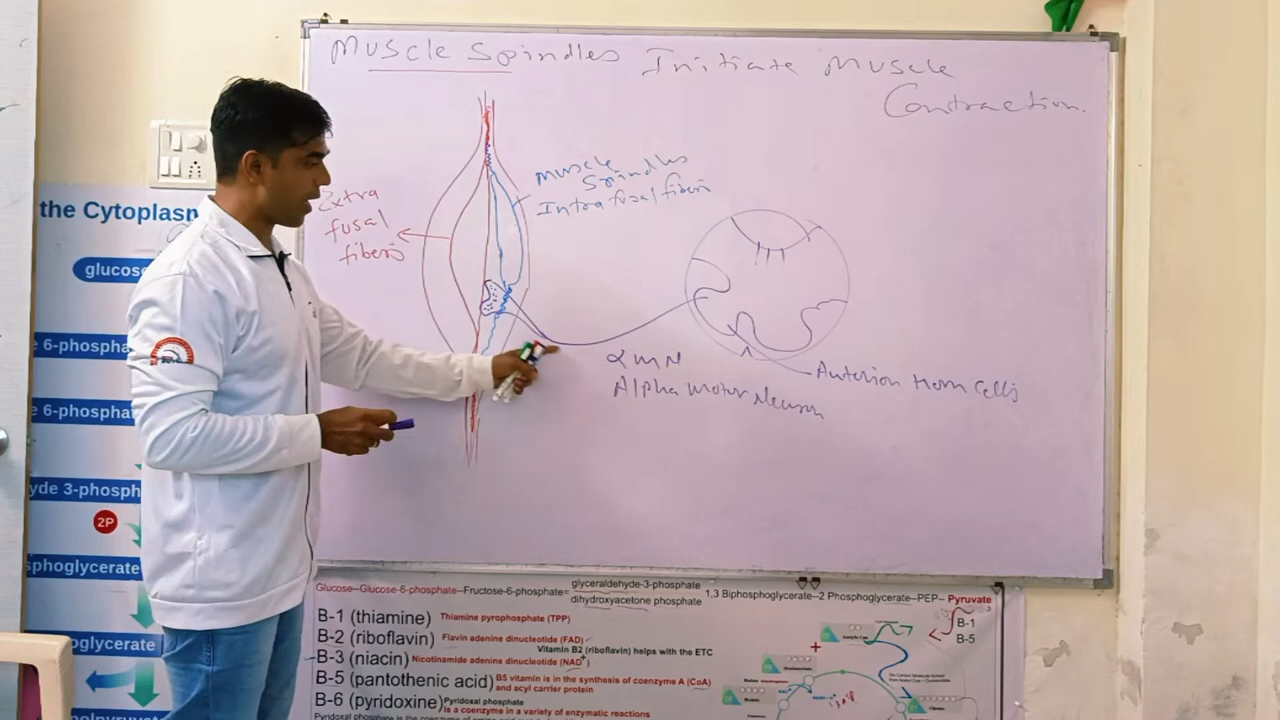 Muscle Spindles Initiate Muscle
Contraction.
Extra
fusal
fibers
Muscle
Spindles
Intrafusal fibers
αMN
Alpha Motor Neuron
Anterior Horn Cells
the Cytoplasm
glucose
e 6-phospha
e 6-phospha
yde 3-phosph
2P
sphoglycerate
oglycerate
nolpyruvat
Glucose--Glucose-6-phosphate--Fructose-6-phosphate=
glyceraldehyde-3-phosphate
dihydroxyacetone phosphate
1,3 Biphosphoglycerate--2 Phosphoglycerate--PEP-- Pyruvate
B-1 (thiamine) Thiamine pyrophosphate (TPP)
B-2 (riboflavin) Flavin adenine dinucleotide (FAD)
Vitamin B2 (riboflavin) helps with the ETC
B-3 (niacin) Nicotinamide adenine dinucleotide (NAD+)
B-5 (pantothenic acid) B5 vitamin is in the synthesis of coenzyme A (CoA)
and acyl carrier protein
B-6 (pyridoxine) Pyridoxal phosphate
is a coenzyme in a variety of enzymatic reactions
B-1
B-5